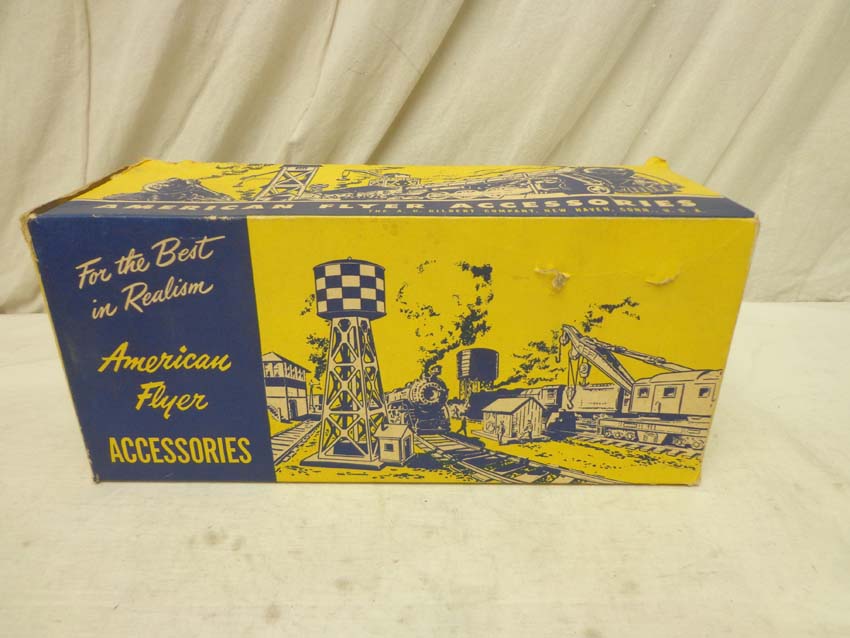 AMERICAN FLYER ACCESSORIES
THE A. C. GILBERT COMPANY, NEW HAVEN, CONN., U. S. A.
For the Best
in Realism
American
Flyer
ACCESSORIES